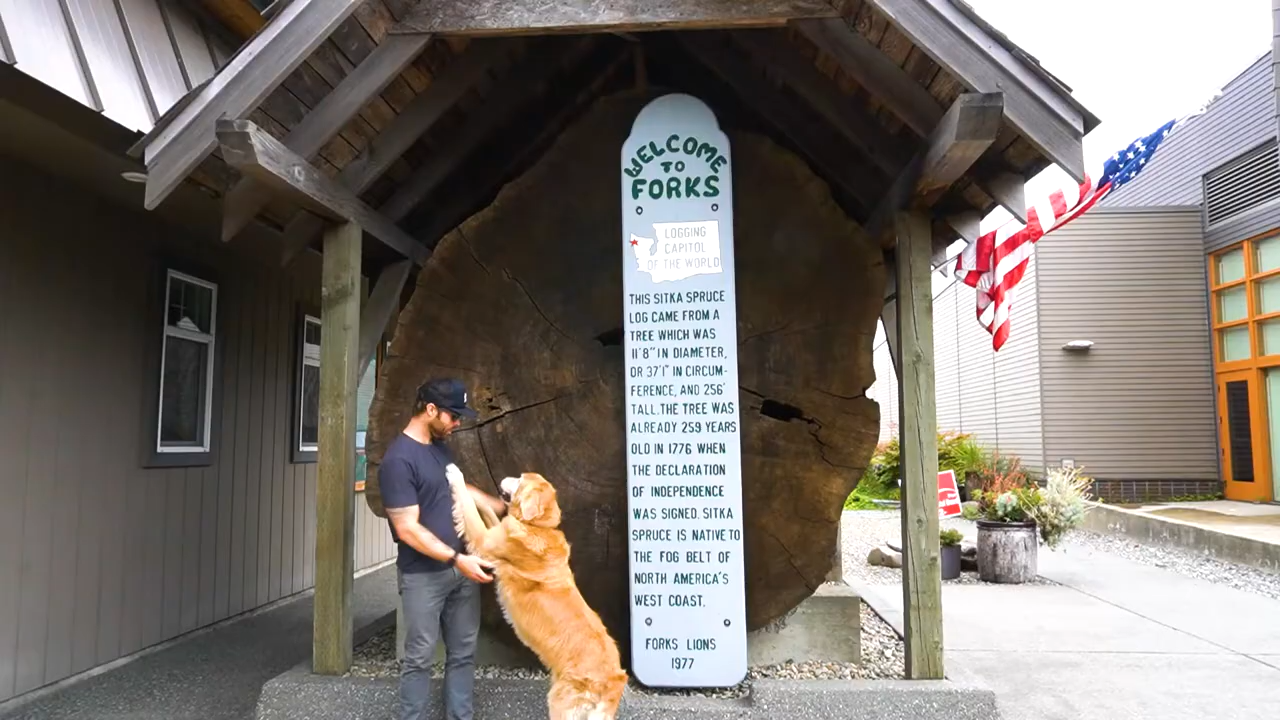 WELCOME
TO
FORKS
LOGGING
CAPITOL
OF THE WORLD
THIS SITKA SPRUCE
LOG CAME FROM A
TREE WHICH WAS
11'8" IN DIAMETER,
OR 37'1" IN CIRCUM-
FERENCE, AND 256'
TALL. THE TREE WAS
ALREADY 259 YEARS
OLD IN 1776 WHEN
THE DECLARATION
OF INDEPENDENCE
WAS SIGNED. SITKA
SPRUCE IS NATIVE TO
THE FOG BELT OF
NORTH AMERICA'S
WEST COAST.
FORKS LIONS
1977